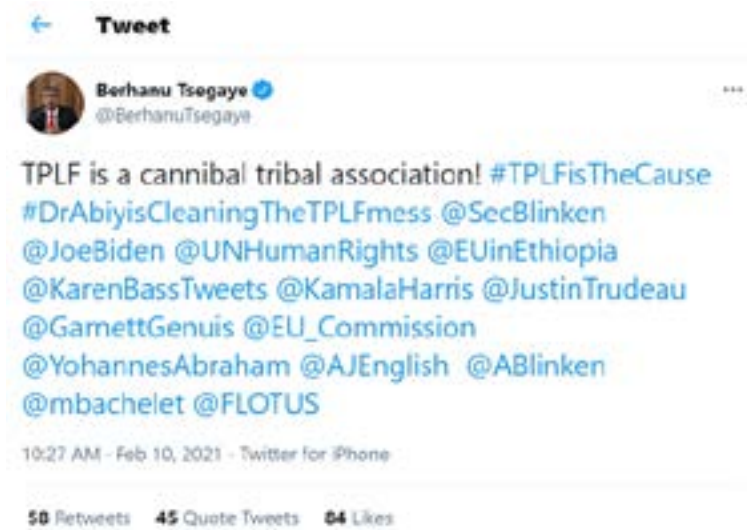 Tweet
Berhanu Tsegaye
@BerhanuTsegaye
TPLF is a cannibal tribal association! #TPLFisTheCause
#DrAbiyisCleaningTheTPLFmess @SecBlinken
@JoeBiden @UNHumanRights @EUinEthiopia
@KarenBassTweets @KamalaHarris @JustinTrudeau
@GarnettGenuis @EU_Commission
@YohannesAbraham @AJEnglish @ABlinken
@mbachelet @FLOTUS
10:27 AM · Feb 10, 2021 · Twitter for iPhone
58 Retweets 45 Quote Tweets 84 Likes